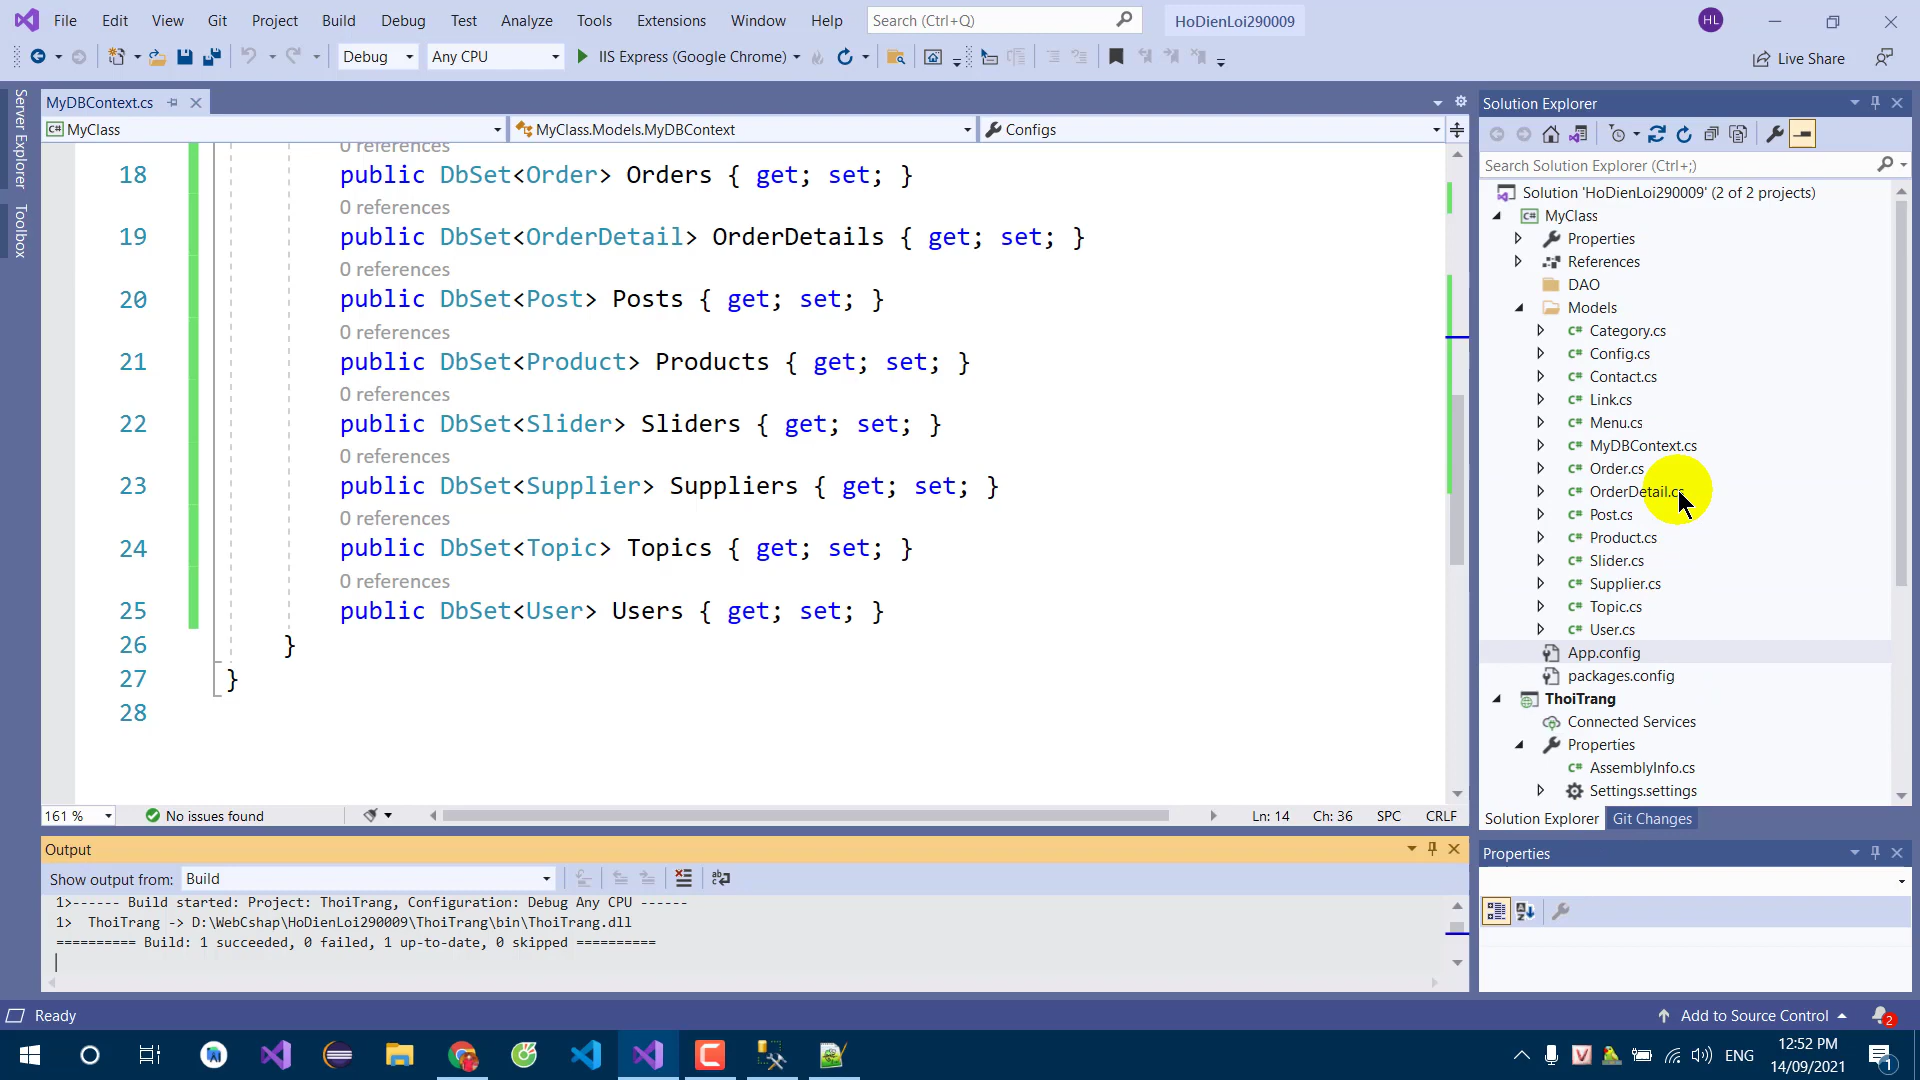 File Edit View Git Project Build Debug Test Analyze Tools Extensions Window Help Search (Ctrl+Q) HoDienLoi290009 HL
Debug Any CPU IIS Express (Google Chrome) Live Share
Server Explorer
Toolbox
MyDBContext.cs
MyClass MyClass.Models.MyDBContext Configs
0 references
18 public DbSet<Order> Orders { get; set; }
0 references
19 public DbSet<OrderDetail> OrderDetails { get; set; }
0 references
20 public DbSet<Post> Posts { get; set; }
0 references
21 public DbSet<Product> Products { get; set; }
0 references
22 public DbSet<Slider> Sliders { get; set; }
0 references
23 public DbSet<Supplier> Suppliers { get; set; }
0 references
24 public DbSet<Topic> Topics { get; set; }
0 references
25 public DbSet<User> Users { get; set; }
26 }
27 }
28
161 % No issues found Ln: 14 Ch: 36 SPC CRLF
Output
Show output from: Build
1>------ Build started: Project: ThoiTrang, Configuration: Debug Any CPU ------
1>  ThoiTrang -> D:\WebCshap\HoDienLoi290009\ThoiTrang\bin\ThoiTrang.dll
========== Build: 1 succeeded, 0 failed, 1 up-to-date, 0 skipped ==========
Solution Explorer
Search Solution Explorer (Ctrl+;)
Solution 'HoDienLoi290009' (2 of 2 projects)
C# MyClass
Properties
References
DAO
Models
C# Category.cs
C# Config.cs
C# Contact.cs
C# Link.cs
C# Menu.cs
C# MyDBContext.cs
C# Order.cs
C# OrderDetail.cs
C# Post.cs
C# Product.cs
C# Slider.cs
C# Supplier.cs
C# Topic.cs
C# User.cs
App.config
packages.config
ThoiTrang
Connected Services
Properties
C# AssemblyInfo.cs
Settings.settings
Solution Explorer Git Changes
Properties
Ready Add to Source Control 2
ENG 12:52 PM 14/09/2021 1